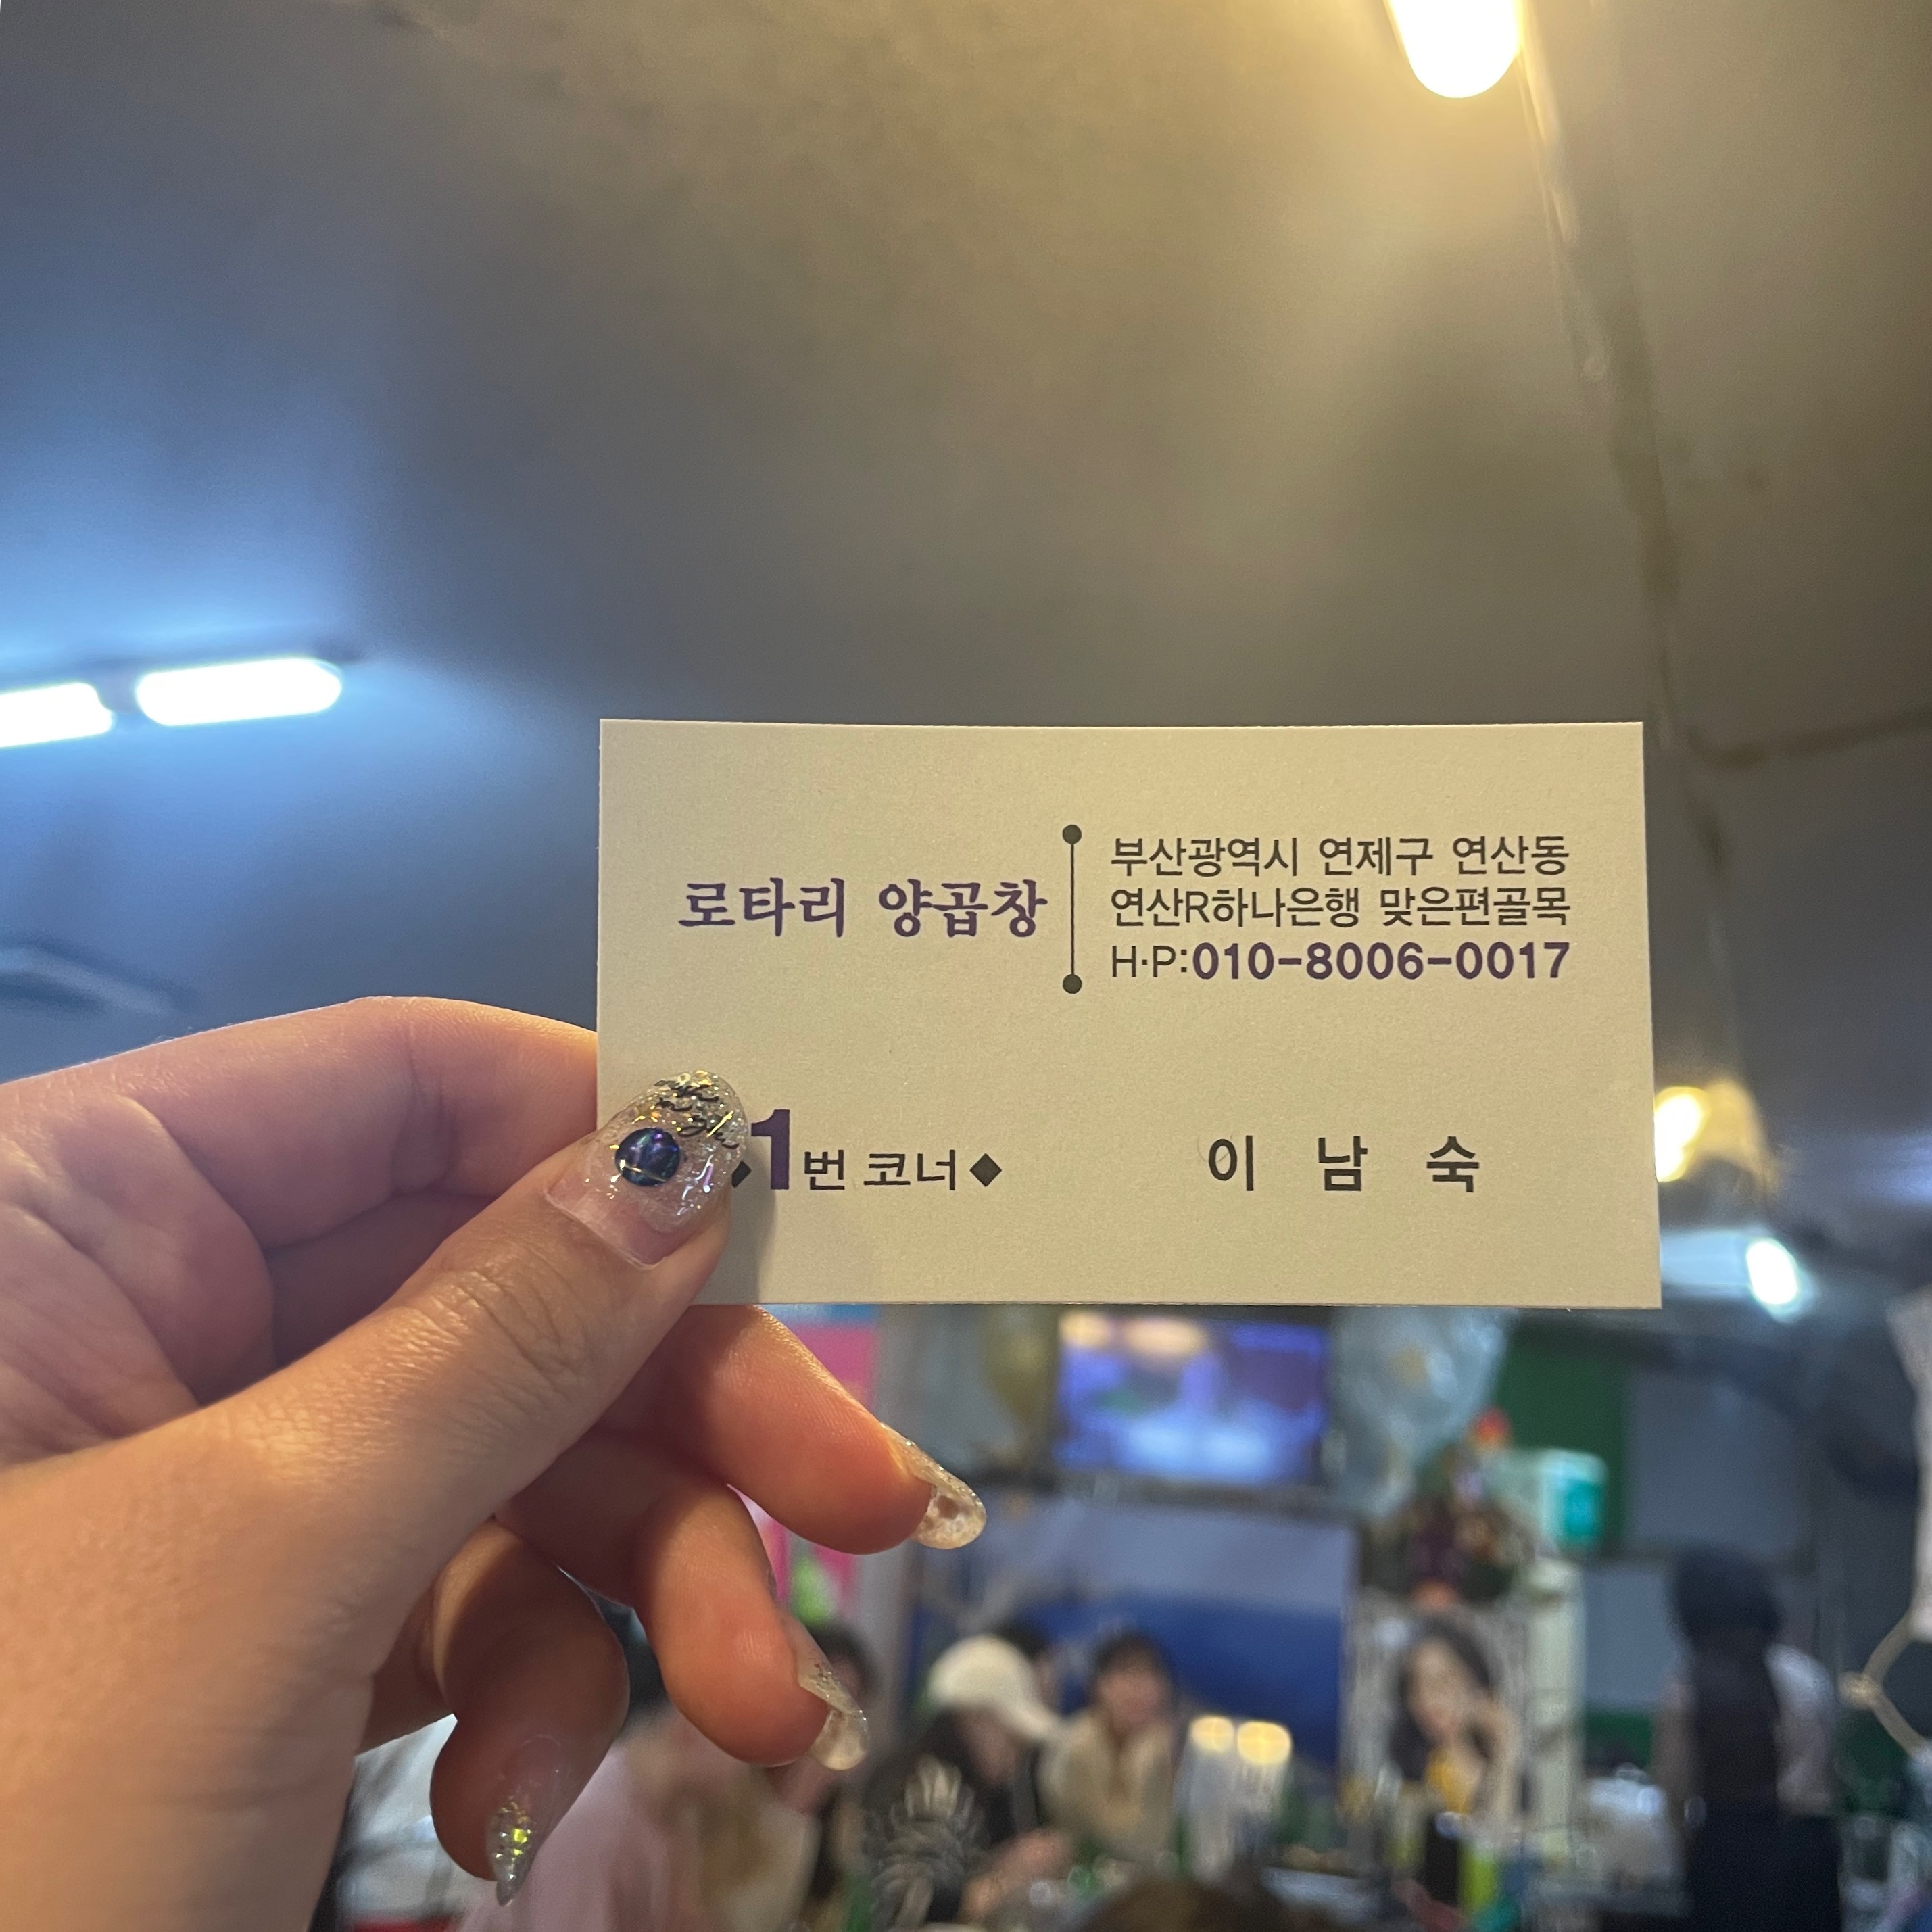 로타리 양곱창
부산광역시 연제구 연산동
연산R하나은행 맞은편골목
H·P:010-8006-0017
◆1번 코너◆
이 남 숙